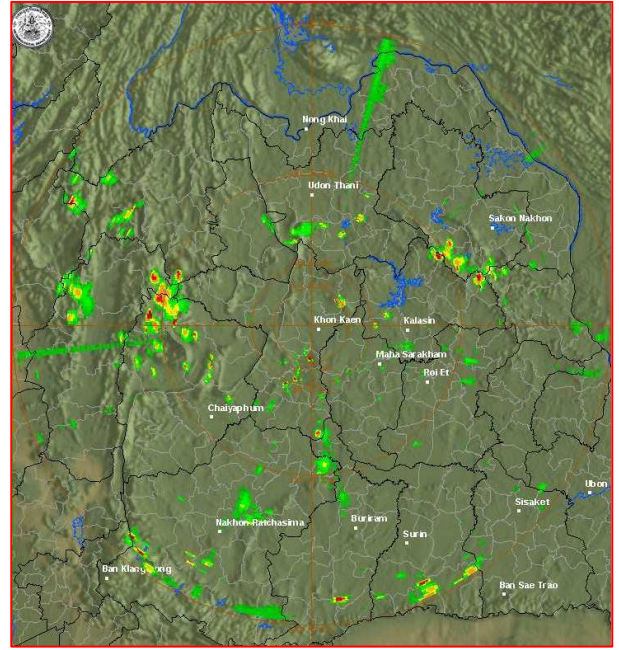 Nong Khai
Udon Thani
Sakon Nakhon
Khon Kaen
Kalasin
Maha Sarakham
Roi Et
Chaiyaphum
Ubon
Sisaket
Nakhon Ratchasima
Buriram
Surin
Ban Klang
Ban Sae Trao